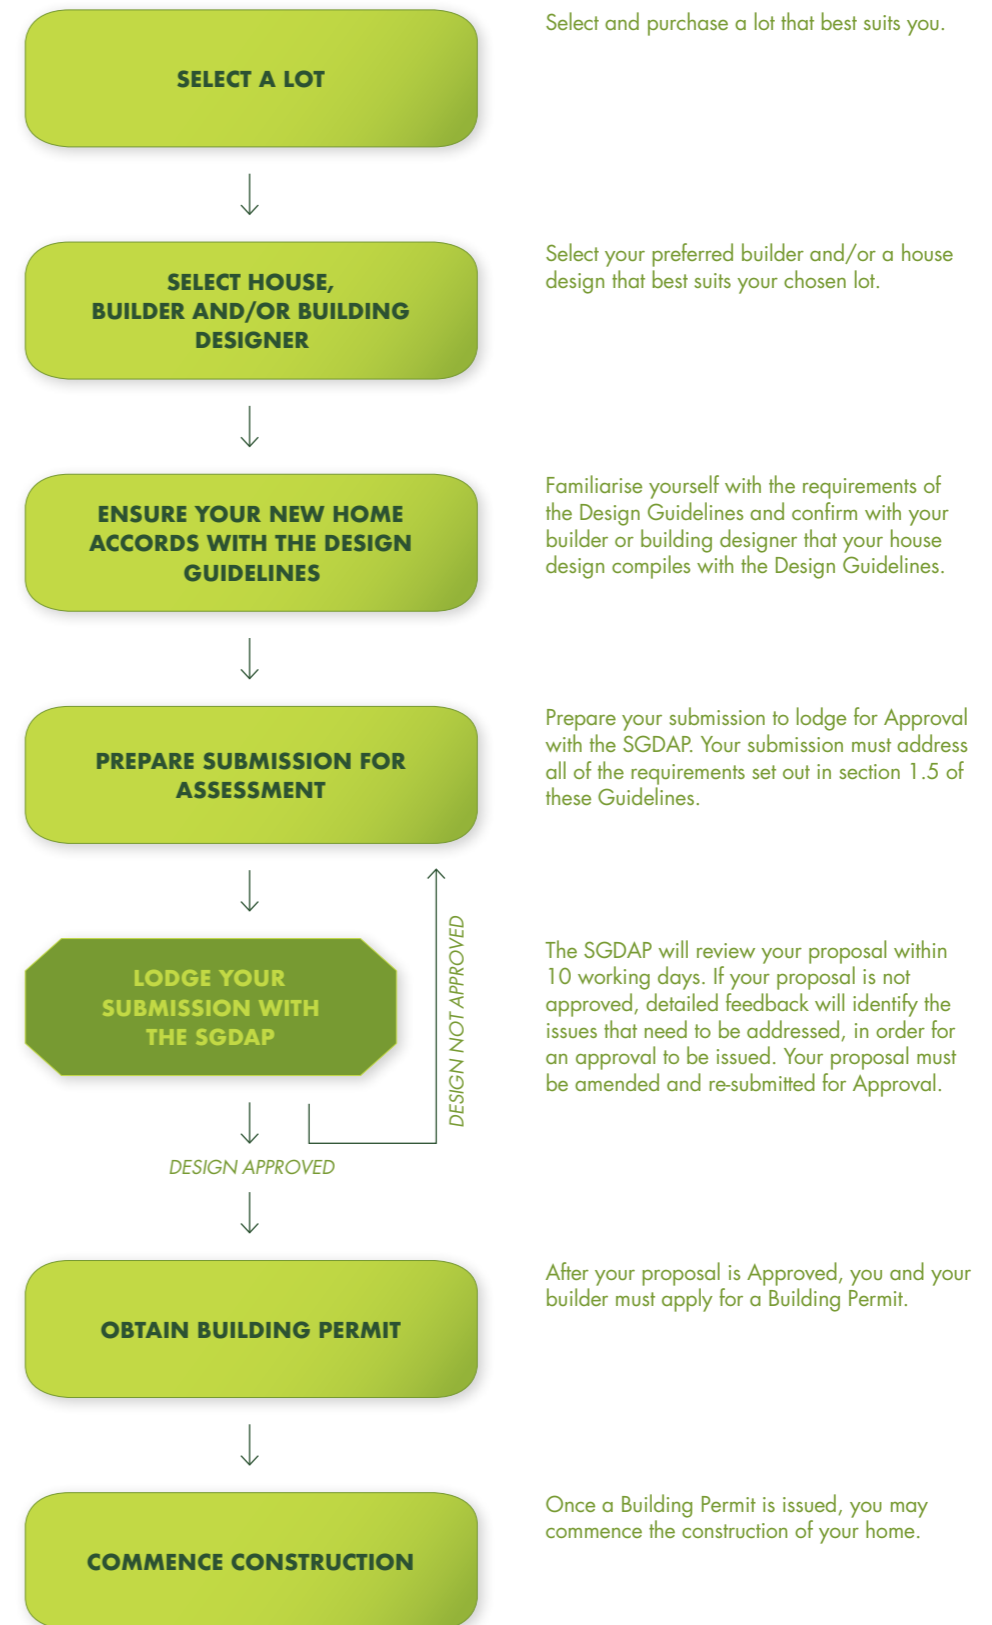 SELECT A LOT
Select and purchase a lot that best suits you.
SELECT HOUSE,
BUILDER AND/OR BUILDING
DESIGNER
Select your preferred builder and/or a house
design that best suits your chosen lot.
ENSURE YOUR NEW HOME
ACCORDS WITH THE DESIGN
GUIDELINES
Familiarise yourself with the requirements of
the Design Guidelines and confirm with your
builder or building designer that your house
design compiles with the Design Guidelines.
PREPARE SUBMISSION FOR
ASSESSMENT
Prepare your submission to lodge for Approval
with the SGDAP. Your submission must address
all of the requirements set out in section 1.5 of
these Guidelines.
LODGE YOUR
SUBMISSION WITH
THE SGDAP
DESIGN NOT APPROVED
The SGDAP will review your proposal within
10 working days. If your proposal is not
approved, detailed feedback will identify the
issues that need to be addressed, in order for
an approval to be issued. Your proposal must
be amended and re-submitted for Approval.
DESIGN APPROVED
OBTAIN BUILDING PERMIT
After your proposal is Approved, you and your
builder must apply for a Building Permit.
COMMENCE CONSTRUCTION
Once a Building Permit is issued, you may
commence the construction of your home.